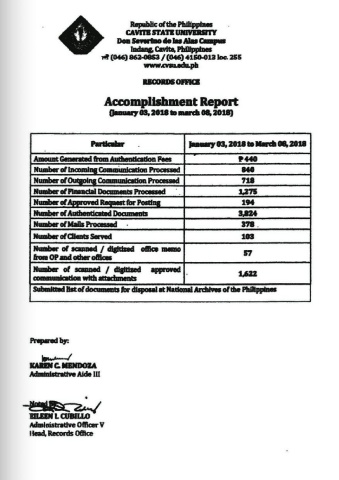 Republic of the Philippines
CAVITE STATE UNIVERSITY
Don Severino de las Alas Campus
Indang, Cavite, Philippines
(046) 862-0853 / (046) 4150-013 loc. 255
www.cvsu.edu.ph
RECORDS OFFICE
Accomplishment Report
(January 03, 2018 to march 08, 2018)
Particular January 03, 2018 to March 08, 2018
Amount Generated from Authentication Fees ₱ 440
Number of Incoming Communication Processed 840
Number of Outgoing Communication Processed 718
Number of Financial Documents Processed 1,275
Number of Approved Request for Posting 194
Number of Authenticated Documents 3,824
Number of Mails Processed 378
Number of Clients Served 103
Number of scanned / digitized office memo
from OP and other offices 57
Number of scanned / digitized approved
communication with attachments 1,622
Submitted list of documents for disposal at National Archives of the Philippines
Prepared by:
KAREN C. MENDOZA
Administrative Aide III
Noted By:
EILEEN L. CUBILLO
Administrative Officer V
Head, Records Office